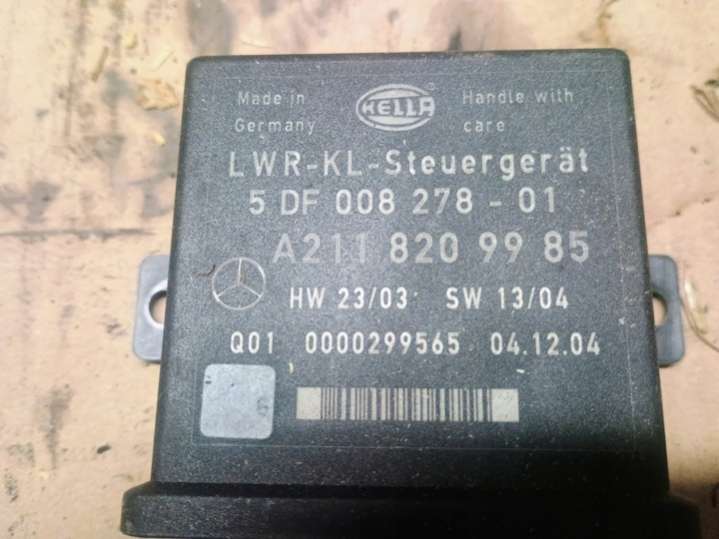 Made in
Germany
HELLA
Handle with
care
LWR-KL-Steuergerät
5 DF 008 278 - 01
A211 820 99 85
HW 23/03 SW 13/04
Q01 0000299565 04.12.04